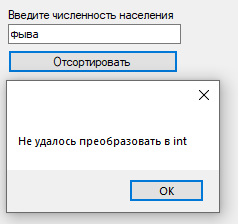 Введите численность населения
фыва
Отсортировать
Не удалось преобразовать в int
OK